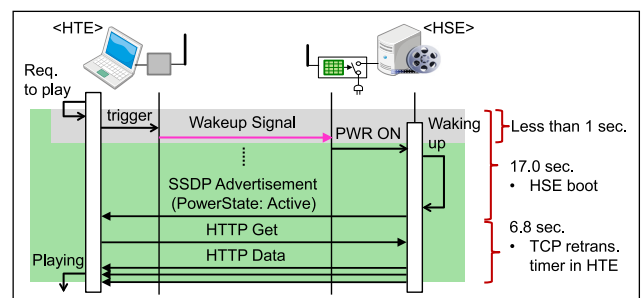 <HTE>
<HSE>
Req.
to play
trigger
Wakeup Signal
PWR ON
Waking
up
Less than 1 sec.
17.0 sec.
• HSE boot
SSDP Advertisement
(PowerState: Active)
HTTP Get
HTTP Data
6.8 sec.
• TCP retrans.
timer in HTE
Playing